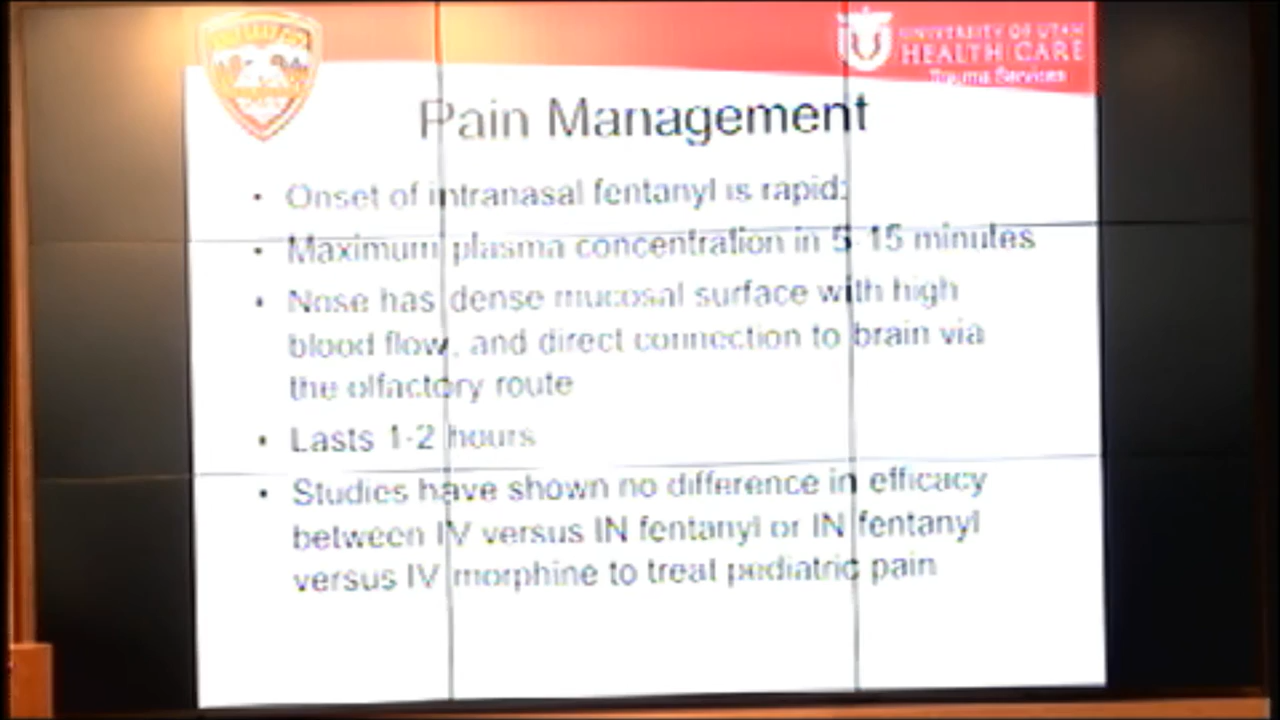 UNIVERSITY OF UTAH
HEALTH CARE
Trauma Services
Pain Management
• Onset of intranasal fentanyl is rapid:
• Maximum plasma concentration in 5-15 minutes
• Nose has dense mucosal surface with high
blood flow, and direct connection to brain via
the olfactory route
• Lasts 1-2 hours
• Studies have shown no difference in efficacy
between IV versus IN fentanyl or IN fentanyl
versus IV morphine to treat pediatric pain